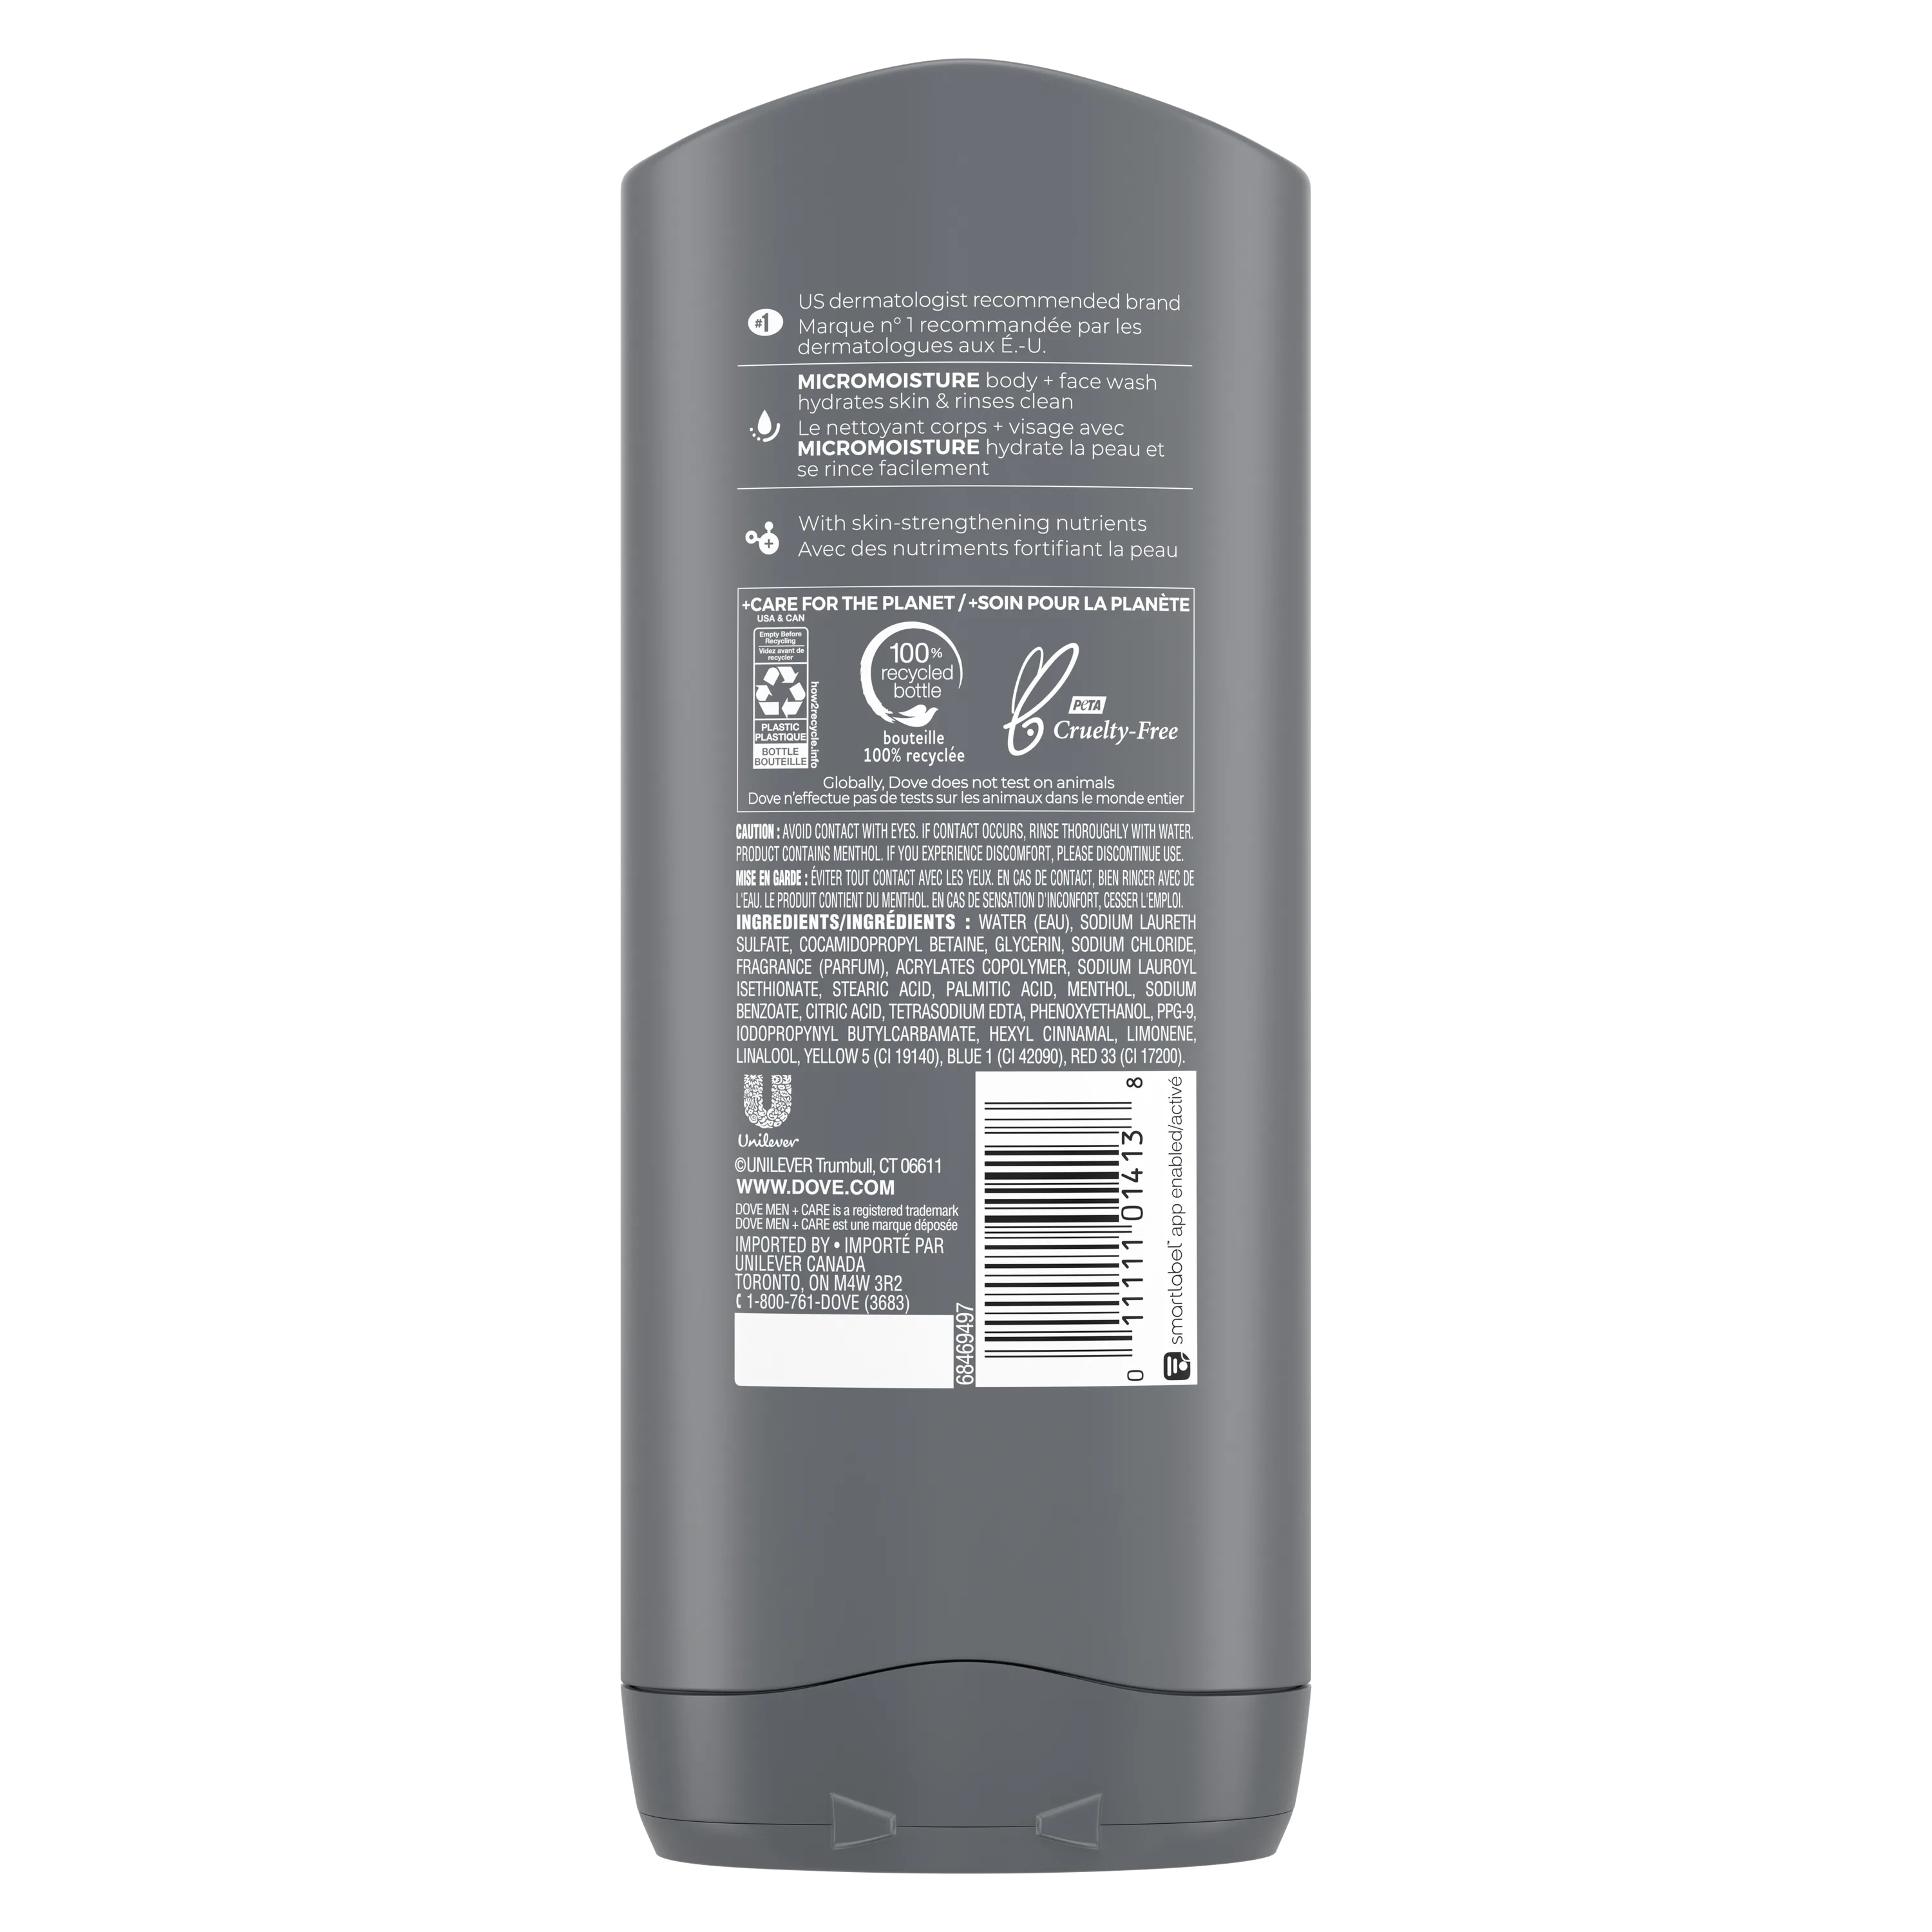 #1
US dermatologist recommended brand
Marque n° 1 recommandée par les
dermatologues aux É.-U.
MICROMOISTURE body + face wash
hydrates skin & rinses clean
Le nettoyant corps + visage avec
MICROMOISTURE hydrate la peau et
se rince facilement
With skin-strengthening nutrients
Avec des nutriments fortifiant la peau
+CARE FOR THE PLANET / +SOIN POUR LA PLANÈTE
USA & CAN
Empty Before
Recycling
Videz avant de
recycler
PLASTIC
PLASTIQUE
BOTTLE
BOUTEILLE
how2recycle.info
100%
recycled
bottle
bouteille
100% recyclée
PETA
Cruelty-Free
Globally, Dove does not test on animals
Dove n'effectue pas de tests sur les animaux dans le monde entier
CAUTION : AVOID CONTACT WITH EYES. IF CONTACT OCCURS, RINSE THOROUGHLY WITH WATER.
PRODUCT CONTAINS MENTHOL. IF YOU EXPERIENCE DISCOMFORT, PLEASE DISCONTINUE USE.
MISE EN GARDE : ÉVITER TOUT CONTACT AVEC LES YEUX. EN CAS DE CONTACT, BIEN RINCER AVEC DE
L'EAU. LE PRODUIT CONTIENT DU MENTHOL. EN CAS DE SENSATION D'INCONFORT, CESSER L'EMPLOI.
INGREDIENTS/INGRÉDIENTS : WATER (EAU), SODIUM LAURETH
SULFATE, COCAMIDOPROPYL BETAINE, GLYCERIN, SODIUM CHLORIDE,
FRAGRANCE (PARFUM), ACRYLATES COPOLYMER, SODIUM LAUROYL
ISETHIONATE, STEARIC ACID, PALMITIC ACID, MENTHOL, SODIUM
BENZOATE, CITRIC ACID, TETRASODIUM EDTA, PHENOXYETHANOL, PPG-9,
IODOPROPYNYL BUTYLCARBAMATE, HEXYL CINNAMAL, LIMONENE,
LINALOOL, YELLOW 5 (CI 19140), BLUE 1 (CI 42090), RED 33 (CI 17200).
Unilever
©UNILEVER Trumbull, CT 06611
WWW.DOVE.COM
DOVE MEN + CARE is a registered trademark
DOVE MEN + CARE est une marque déposée
IMPORTED BY • IMPORTÉ PAR
UNILEVER CANADA
TORONTO, ON M4W 3R2
1-800-761-DOVE (3683)
68469497
0 11111 01413 8
smartlabel™ app enabled/activé